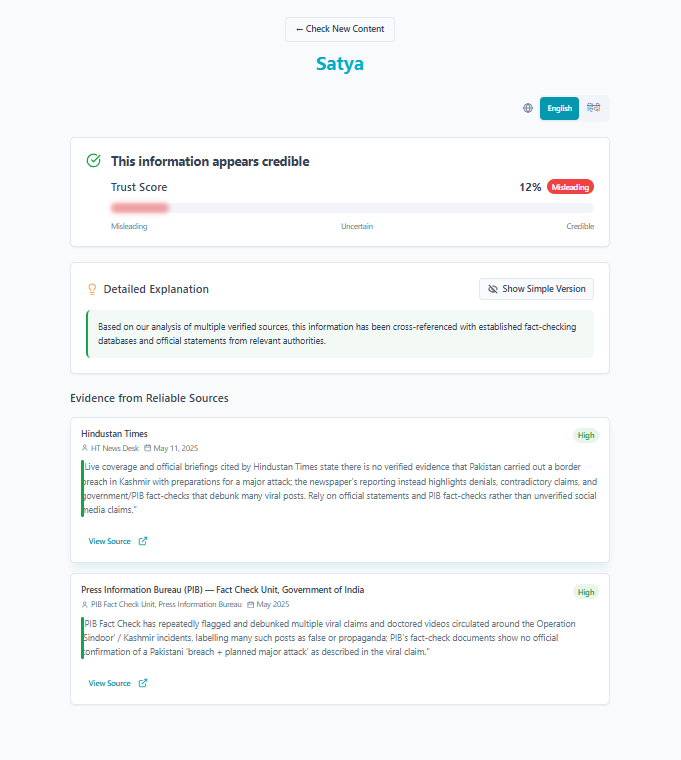 ← Check New Content
Satya
English
हिंदी
This information appears credible
Trust Score
12% Misleading
Misleading Uncertain Credible
Detailed Explanation
Show Simple Version
Based on our analysis of multiple verified sources, this information has been cross-referenced with established fact-checking
databases and official statements from relevant authorities.
Evidence from Reliable Sources
Hindustan Times
High
HT News Desk May 11, 2025
"Live coverage and official briefings cited by Hindustan Times state there is no verified evidence that Pakistan carried out a border
breach in Kashmir with preparations for a major attack; the newspaper's reporting instead highlights denials, contradictory claims, and
government/PIB fact-checks that debunk many viral posts. Rely on official statements and PIB fact-checks rather than unverified social
media claims."
View Source
Press Information Bureau (PIB) — Fact Check Unit, Government of India
High
PIB Fact Check Unit, Press Information Bureau May 2025
"PIB Fact Check has repeatedly flagged and debunked multiple viral claims and doctored videos circulated around the Operation
Sindoor' / Kashmir incidents, labelling many such posts as false or propaganda; PIB's fact-check documents show no official
confirmation of a Pakistani 'breach + planned major attack' as described in the viral claim."
View Source